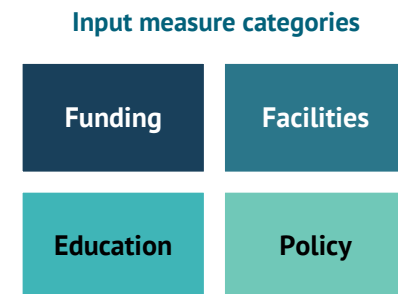 Input measure categories
Funding
Facilities
Education
Policy